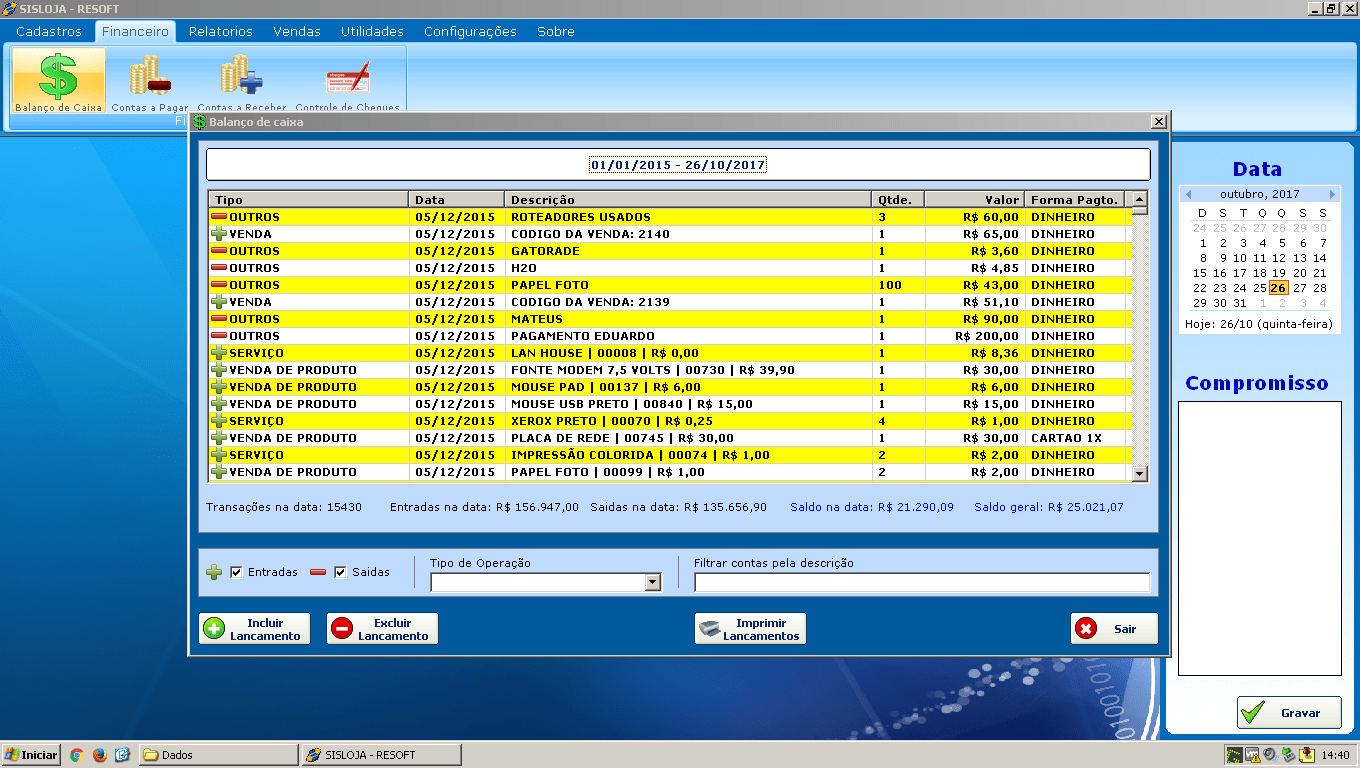 SISLOJA - RESOFT
Cadastros Financeiro Relatorios Vendas Utilidades Configurações Sobre
Balanço de Caixa Contas a Pagar Contas a Receber Controle de Cheques
Fi
Balanço de caixa
01/01/2015 - 26/10/2017
Tipo Data Descrição Qtde. Valor Forma Pagto.
OUTROS 05/12/2015 ROTEADORES USADOS 3 R$ 60,00 DINHEIRO
VENDA 05/12/2015 CODIGO DA VENDA: 2140 1 R$ 65,00 DINHEIRO
OUTROS 05/12/2015 GATORADE 1 R$ 3,60 DINHEIRO
OUTROS 05/12/2015 H2O 1 R$ 4,85 DINHEIRO
OUTROS 05/12/2015 PAPEL FOTO 100 R$ 43,00 DINHEIRO
VENDA 05/12/2015 CODIGO DA VENDA: 2139 1 R$ 51,10 DINHEIRO
OUTROS 05/12/2015 MATEUS 1 R$ 90,00 DINHEIRO
OUTROS 05/12/2015 PAGAMENTO EDUARDO 1 R$ 200,00 DINHEIRO
SERVIÇO 05/12/2015 LAN HOUSE | 00008 | R$ 0,00 1 R$ 8,36 DINHEIRO
VENDA DE PRODUTO 05/12/2015 FONTE MODEM 7,5 VOLTS | 00730 | R$ 39,90 1 R$ 30,00 DINHEIRO
VENDA DE PRODUTO 05/12/2015 MOUSE PAD | 00137 | R$ 6,00 1 R$ 6,00 DINHEIRO
VENDA DE PRODUTO 05/12/2015 MOUSE USB PRETO | 00840 | R$ 15,00 1 R$ 15,00 DINHEIRO
SERVIÇO 05/12/2015 XEROX PRETO | 00070 | R$ 0,25 4 R$ 1,00 DINHEIRO
VENDA DE PRODUTO 05/12/2015 PLACA DE REDE | 00745 | R$ 30,00 1 R$ 30,00 CARTAO 1X
SERVIÇO 05/12/2015 IMPRESSÃO COLORIDA | 00074 | R$ 1,00 2 R$ 2,00 DINHEIRO
VENDA DE PRODUTO 05/12/2015 PAPEL FOTO | 00099 | R$ 1,00 2 R$ 2,00 DINHEIRO
Transações na data: 15430 Entradas na data: R$ 156.947,00 Saidas na data: R$ 135.656,90 Saldo na data: R$ 21.290,09 Saldo geral: R$ 25.021,07
Entradas Saidas Tipo de Operação Filtrar contas pela descrição
Incluir Lancamento
Excluir Lancamento
Imprimir Lancamentos
Sair
Data
outubro, 2017
D S T Q Q S S
24 25 26 27 28 29 30
1 2 3 4 5 6 7
8 9 10 11 12 13 14
15 16 17 18 19 20 21
22 23 24 25 26 27 28
29 30 31 1 2 3 4
Hoje: 26/10 (quinta-feira)
Compromisso
Gravar
Iniciar Dados SISLOJA - RESOFT 14:40